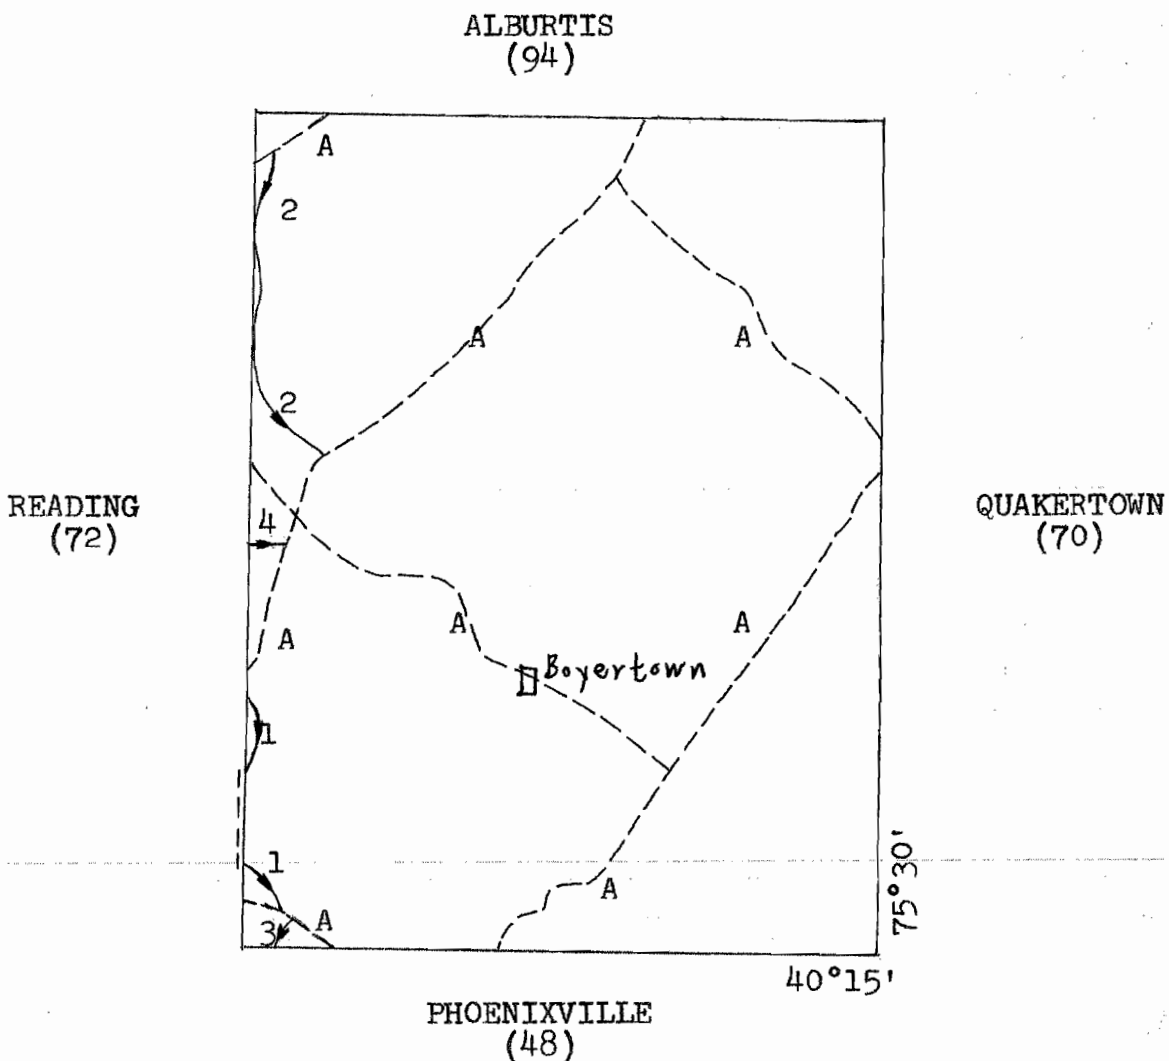 ALBURTIS
(94)
A
2
A
A
2
READING
(72)
4
QUAKERTOWN
(70)
A
A
A
Boyertown
1
1
A
A
3
75°30'
40°15'
PHOENIXVILLE
(48)